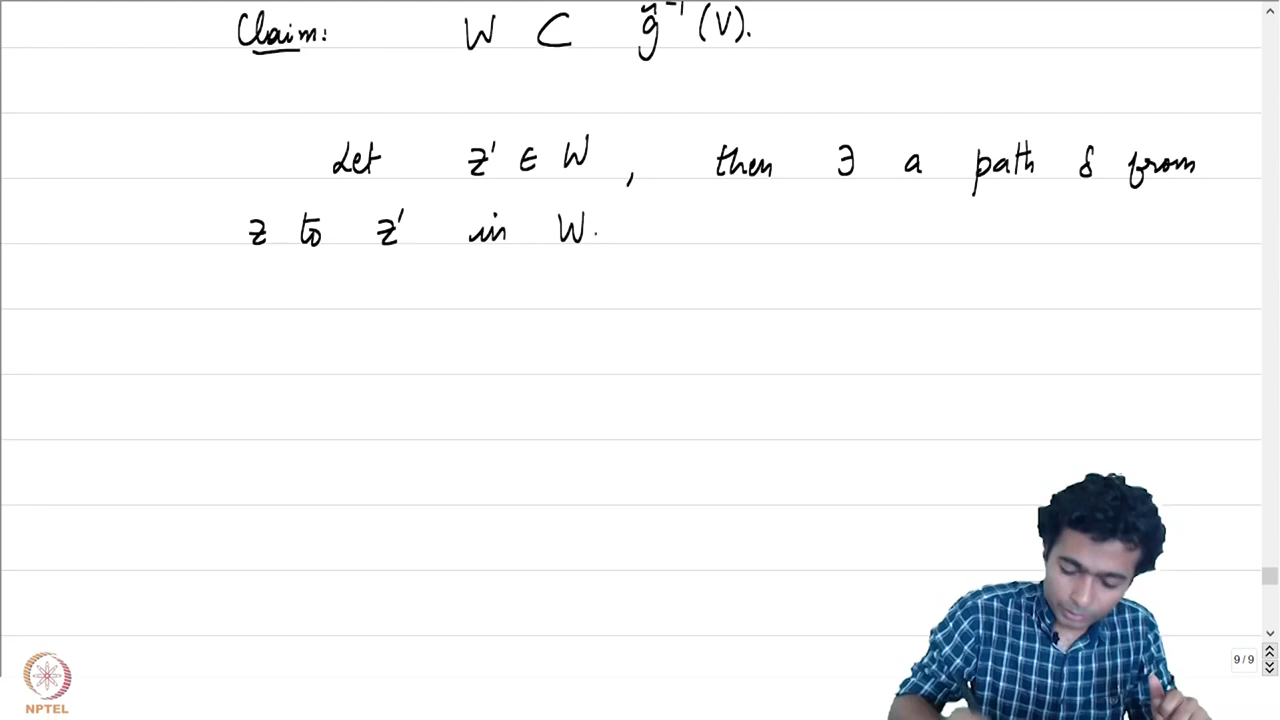 Claim: W ⊂ g̃⁻¹(V).
Let z' ∈ W, then ∃ a path δ from
z to z' in W.
9 / 9
NPTEL